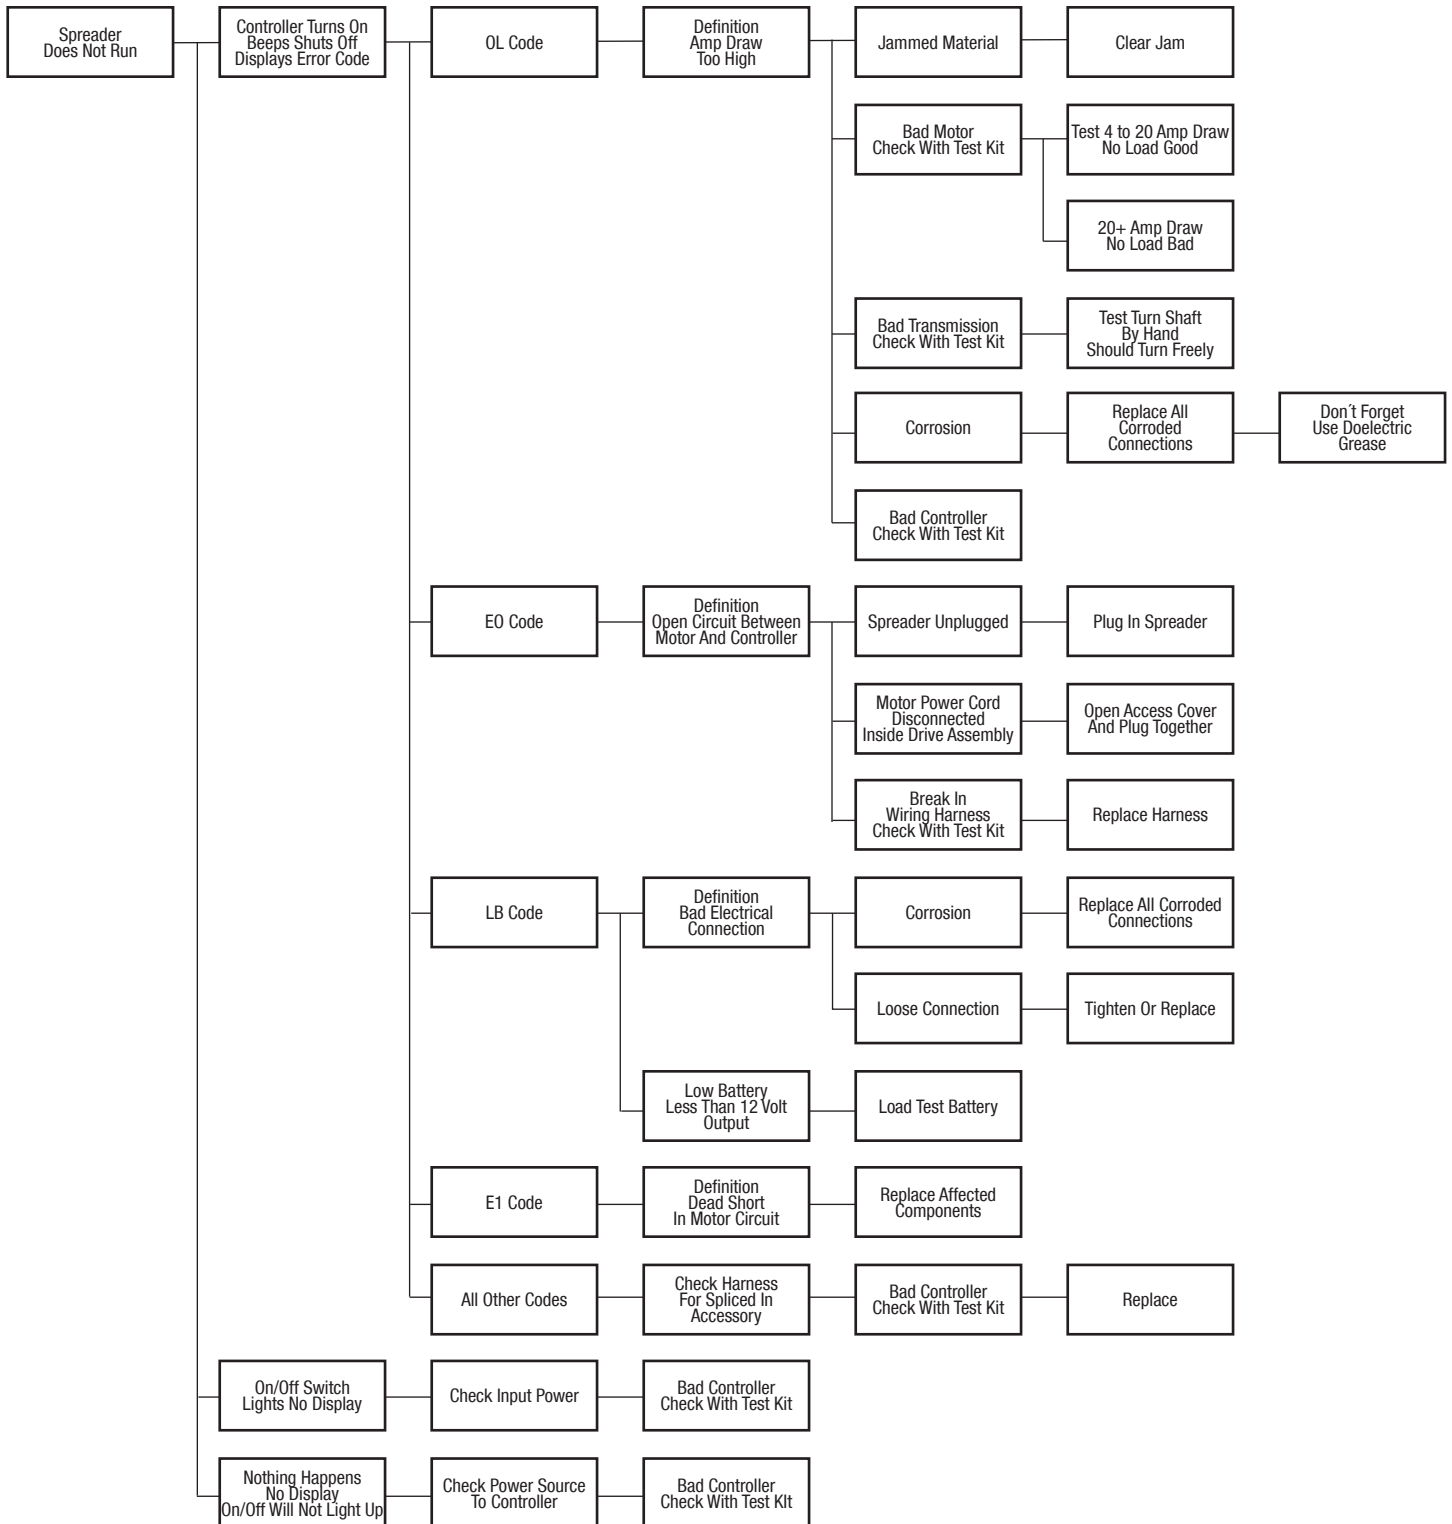 Spreader
Does Not Run
Controller Turns On
Beeps Shuts Off
Displays Error Code
OL Code
Definition
Amp Draw
Too High
Jammed Material
Clear Jam
Bad Motor
Check With Test Kit
Test 4 to 20 Amp Draw
No Load Good
20+ Amp Draw
No Load Bad
Bad Transmission
Check With Test Kit
Test Turn Shaft
By Hand
Should Turn Freely
Corrosion
Replace All
Corroded
Connections
Don´t Forget
Use Doelectric
Grease
Bad Controller
Check With Test Kit
EO Code
Definition
Open Circuit Between
Motor And Controller
Spreader Unplugged
Plug In Spreader
Motor Power Cord
Disconnected
Inside Drive Assembly
Open Access Cover
And Plug Together
Break In
Wiring Harness
Check With Test Kit
Replace Harness
LB Code
Definition
Bad Electrical
Connection
Corrosion
Replace All Corroded
Connections
Loose Connection
Tighten Or Replace
Low Battery
Less Than 12 Volt
Output
Load Test Battery
E1 Code
Definition
Dead Short
In Motor Circuit
Replace Affected
Components
All Other Codes
Check Harness
For Spliced In
Accessory
Bad Controller
Check With Test Kit
Replace
On/Off Switch
Lights No Display
Check Input Power
Bad Controller
Check With Test Kit
Nothing Happens
No Display
On/Off Will Not Light Up
Check Power Source
To Controller
Bad Controller
Check With Test KIt